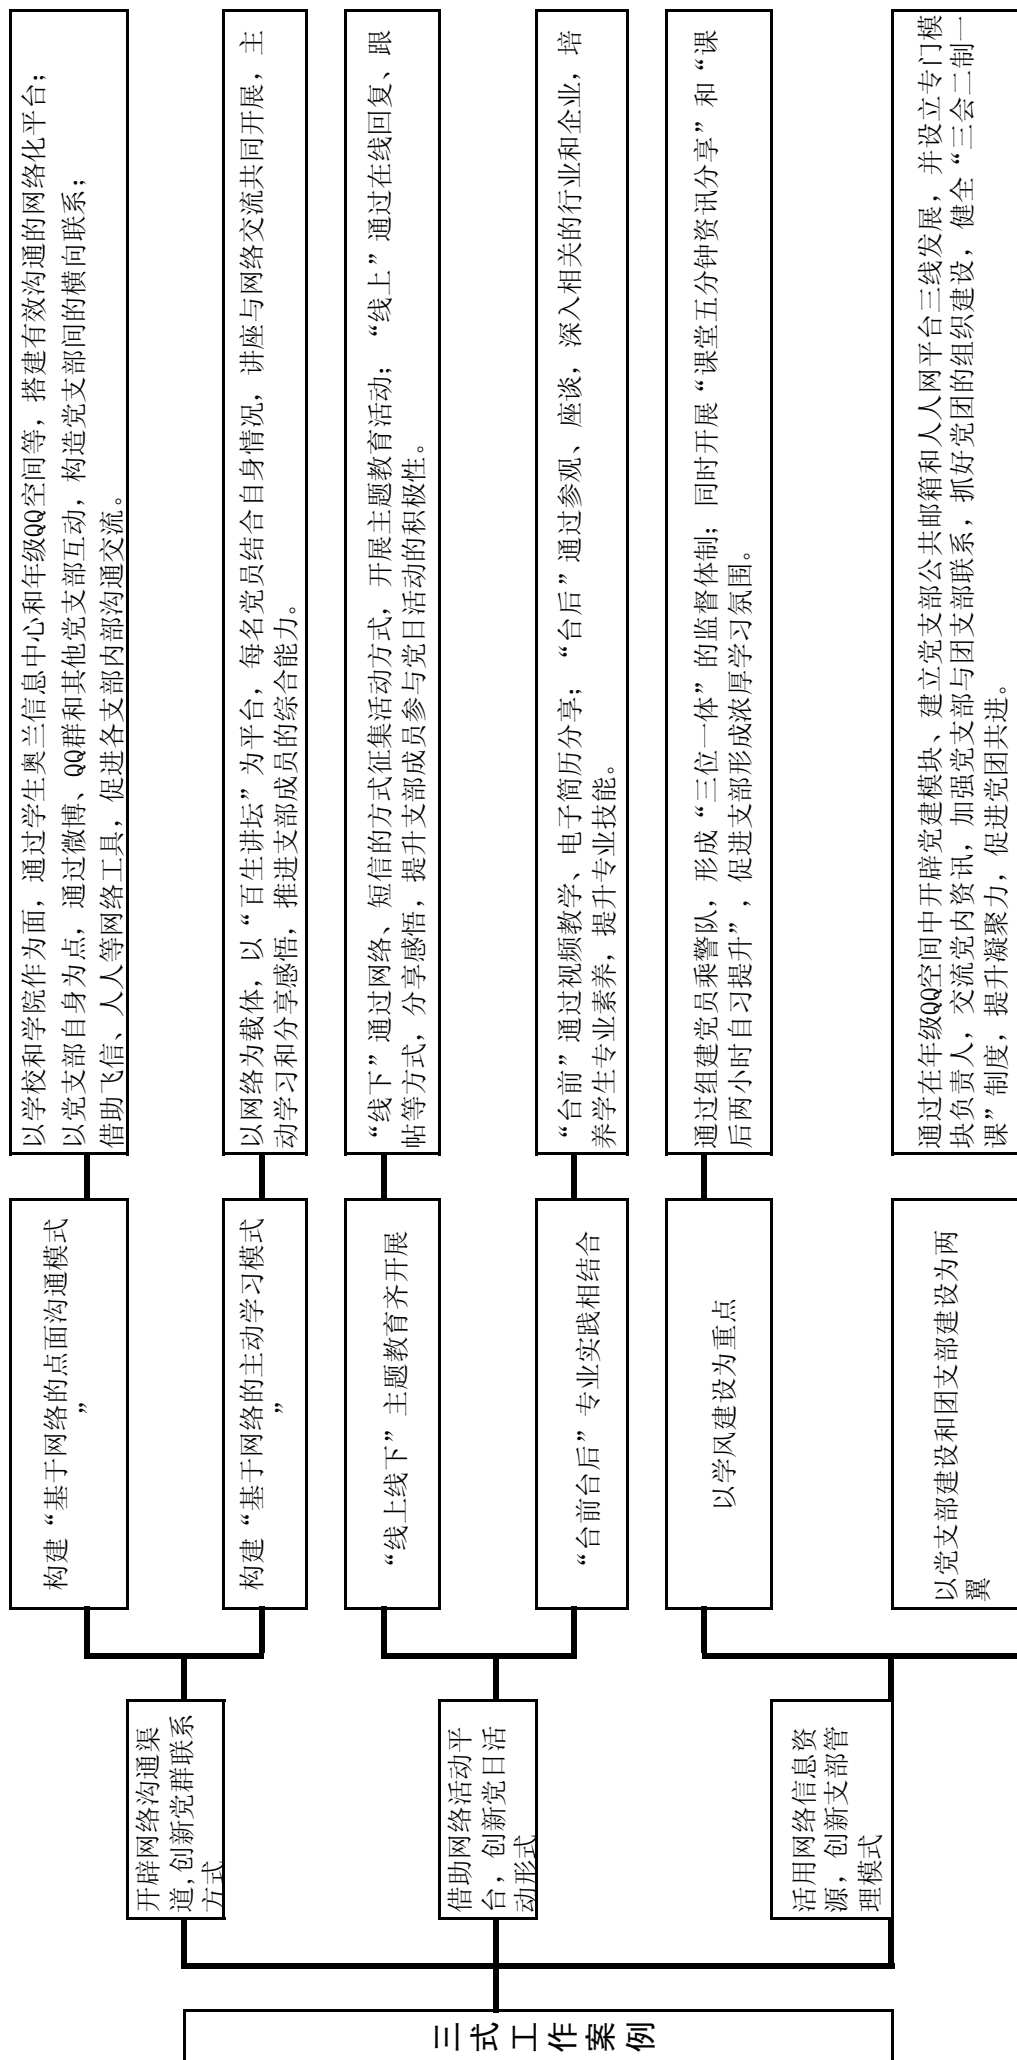 三式工作案例
开辟网络沟通渠
道,创新党群联系
方式
构建“基于网络的点面沟通模式
”
以学校和学院作为面，通过学生奥兰信息中心和年级QQ空间等，搭建有效沟通的网络化平台；
以党支部自身为点，通过微博、QQ群和其他党支部互动，构造党支部间的横向联系；
借助飞信、人人等网络工具，促进各支部内部沟通交流。
构建“基于网络的主动学习模式
”
以网络为载体，以“百生讲坛”为平台，每名党员结合自身情况，讲座与网络交流共同开展，主
动学习和分享感悟，推进支部成员的综合能力。
借助网络活动平
台，创新党日活
动形式
“线上线下”主题教育齐开展
“线下”通过网络、短信的方式征集活动方式，开展主题教育活动；“线上”通过在线回复、跟
帖等方式，分享感悟，提升支部成员参与党日活动的积极性。
“台前台后”专业实践相结合
“台前”通过视频教学、电子简历分享；“台后”通过参观、座谈，深入相关的行业和企业，培
养学生专业素养，提升专业技能。
活用网络信息资
源，创新支部管
理模式
以学风建设为重点
通过组建党员乘警队，形成“三位一体”的监督体制；同时开展“课堂五分钟资讯分享”和“课
后两小时自习提升”，促进支部形成浓厚学习氛围。
以党支部建设和团支部建设为两
翼
通过在年级QQ空间中开辟党建模块、建立党支部公共邮箱和人人网平台三线发展，并设立专门模
块负责人，交流党内资讯，加强党支部与团支部联系，抓好党团的组织建设，健全“三会二制一
课”制度，提升凝聚力，促进党团共进。